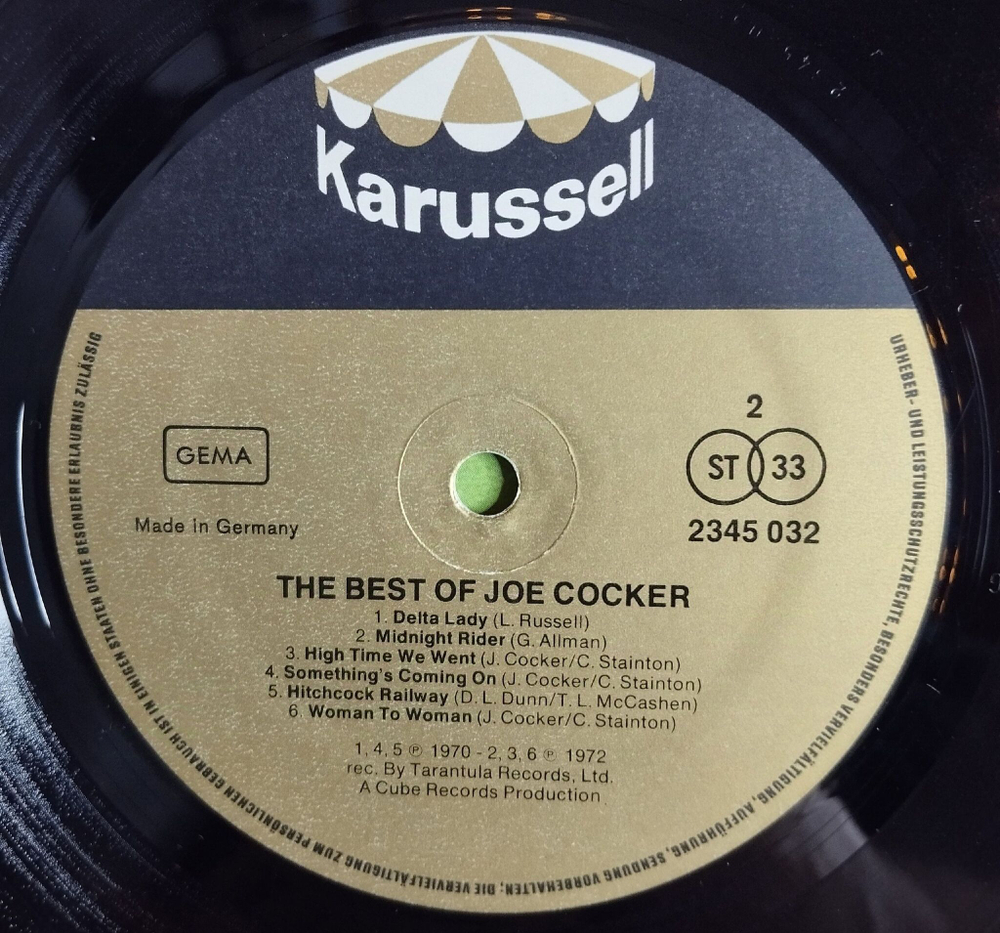 Karussell
GEMA
Made in Germany
2
ST 33
2345 032
THE BEST OF JOE COCKER
1. Delta Lady (L. Russell)
2. Midnight Rider (G. Allman)
3. High Time We Went (J. Cocker/C. Stainton)
4. Something's Coming On (J. Cocker/C. Stainton)
5. Hitchcock Railway (D. L. Dunn/T. L. McCashen)
6. Woman To Woman (J. Cocker/C. Stainton)
1, 4, 5 ℗ 1970 - 2, 3, 6 ℗ 1972
rec. By Tarantula Records, Ltd.
A Cube Records Production
URHEBER- UND LEISTUNGSSCHUTZRECHTE, BESONDERS VERVIELFÄLTIGUNG, AUFFÜHRUNG, SENDUNG VORBEHALTEN; DIE VERVIELFÄLTIGUNG ZUM PERSÖNLICHEN GEBRAUCH IST IN EINIGEN STAATEN OHNE BESONDERE ERLAUBNIS ZULÄSSIG